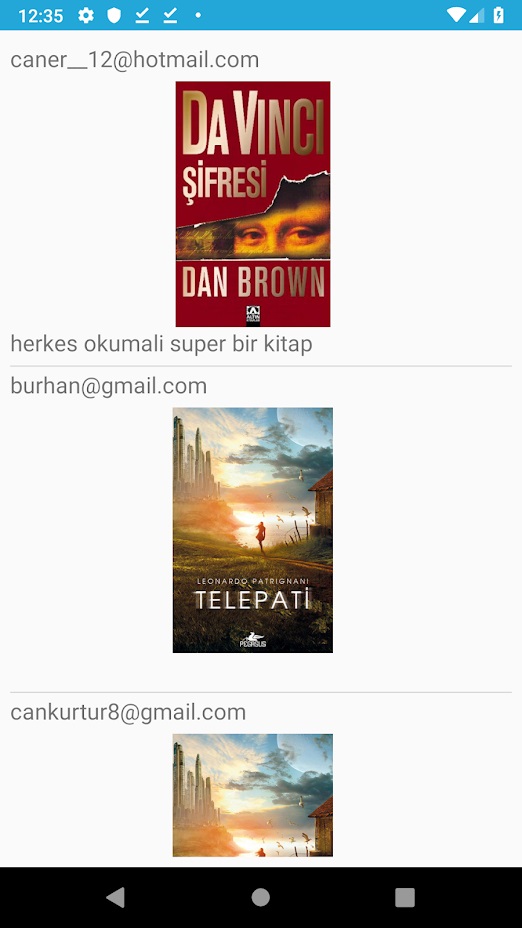 12:35
caner__12@hotmail.com
DA VINCI
ŞİFRESİ
DAN BROWN
herkes okumali super bir kitap
burhan@gmail.com
LEONARDO PATRIGNANI
TELEPATİ
PEGASUS
cankurtur8@gmail.com